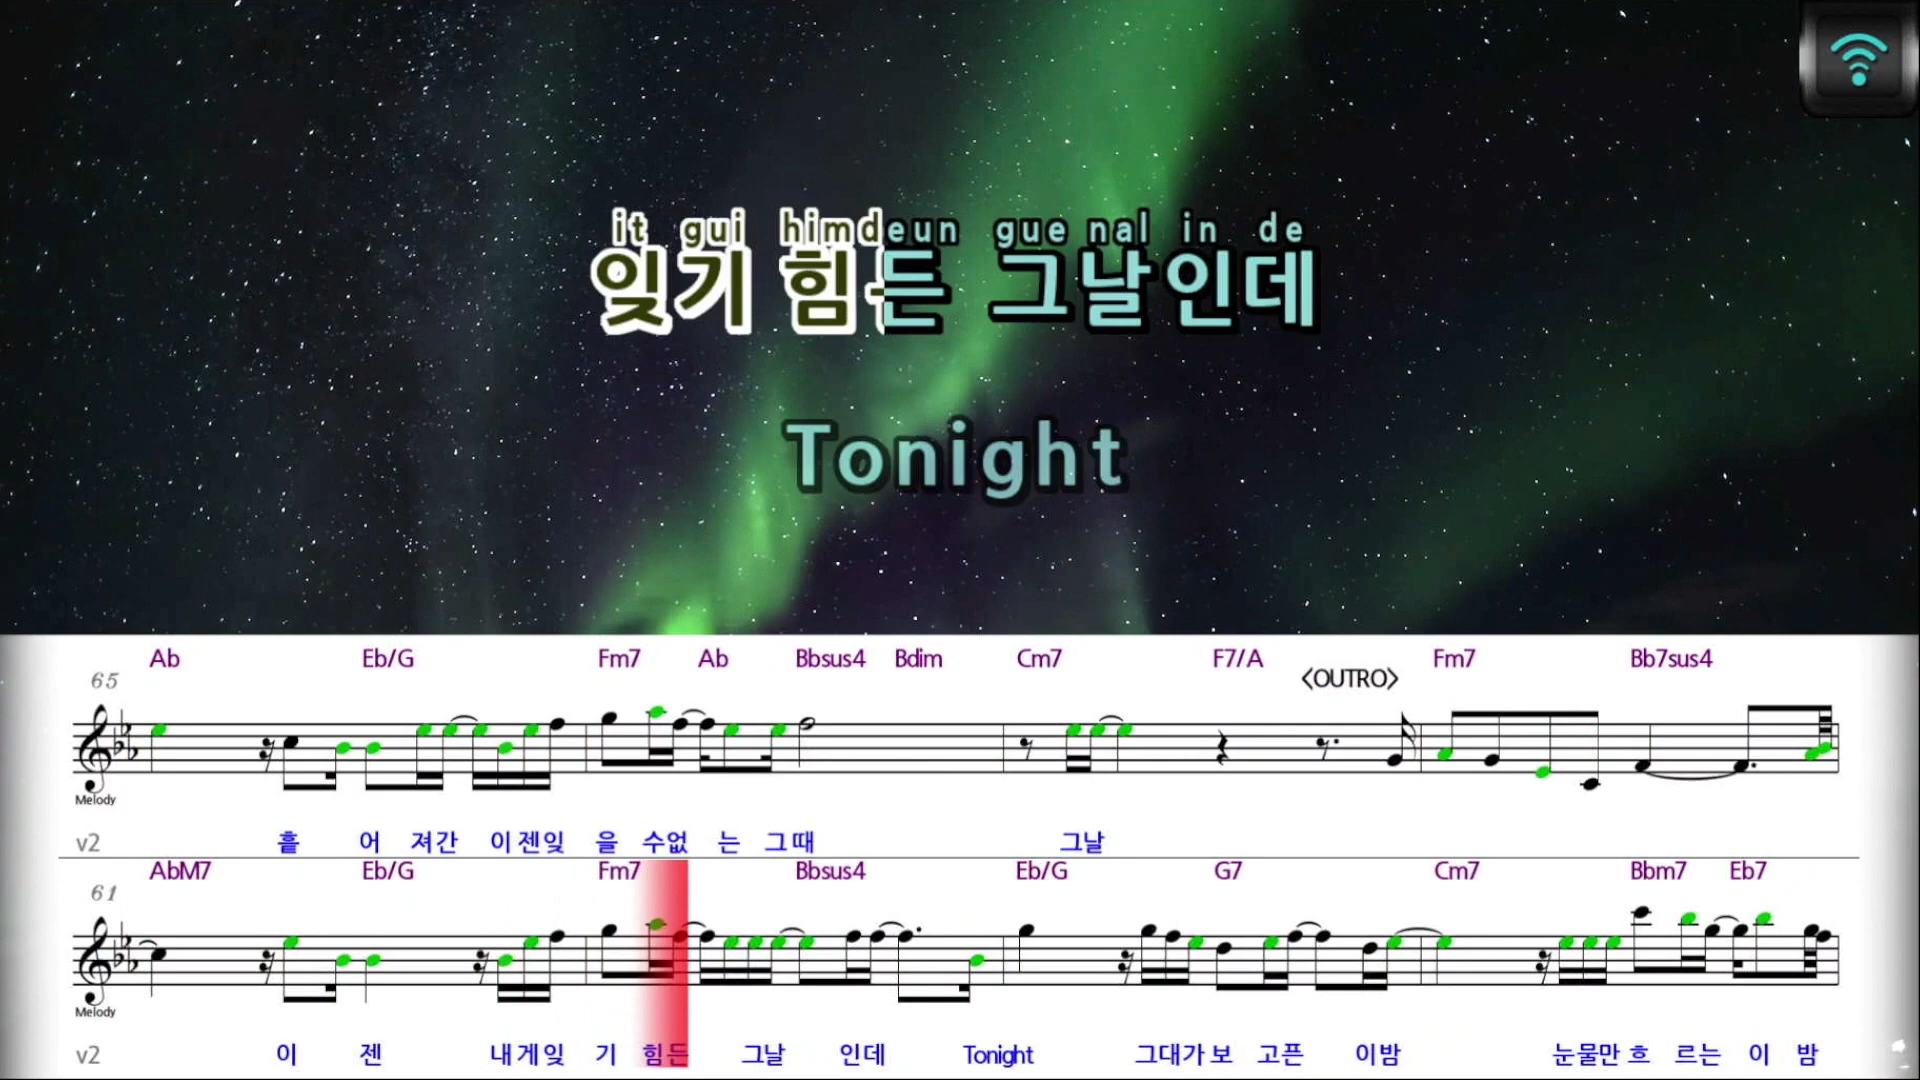 it gui himdeun gue nal in de
잊기 힘든 그날인데
Tonight
Ab Eb/G Fm7 Ab Bbsus4 Bdim Cm7 F7/A Fm7 Bb7sus4
<OUTRO>
65
Melody
v2 흩 어 져간 이젠잊 을 수없 는 그때 그날
AbM7 Eb/G Fm7 Bbsus4 Eb/G G7 Cm7 Bbm7 Eb7
61
Melody
v2 이 젠 내게잊 기 힘든 그날 인데 Tonight 그대가보 고픈 이밤 눈물만흐 르는 이 밤